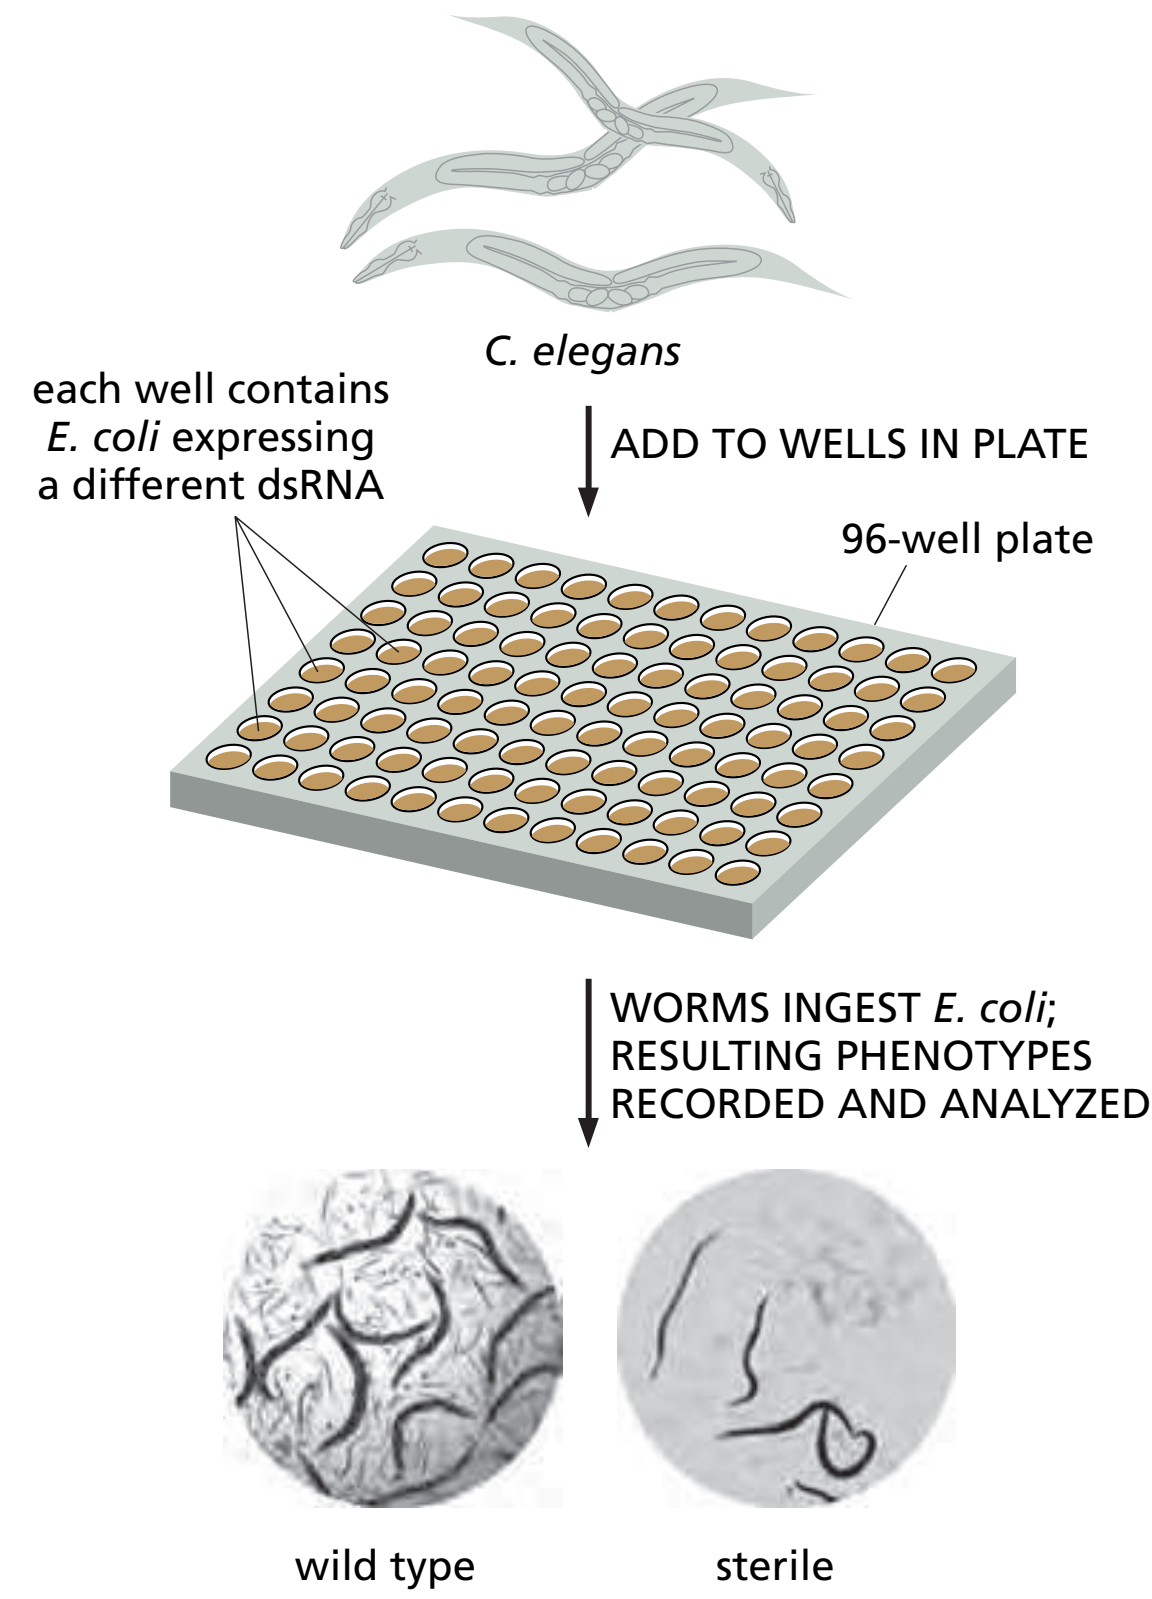 C. elegans
each well contains
E. coli expressing
a different dsRNA
ADD TO WELLS IN PLATE
96-well plate
WORMS INGEST E. coli;
RESULTING PHENOTYPES
RECORDED AND ANALYZED
wild type
sterile